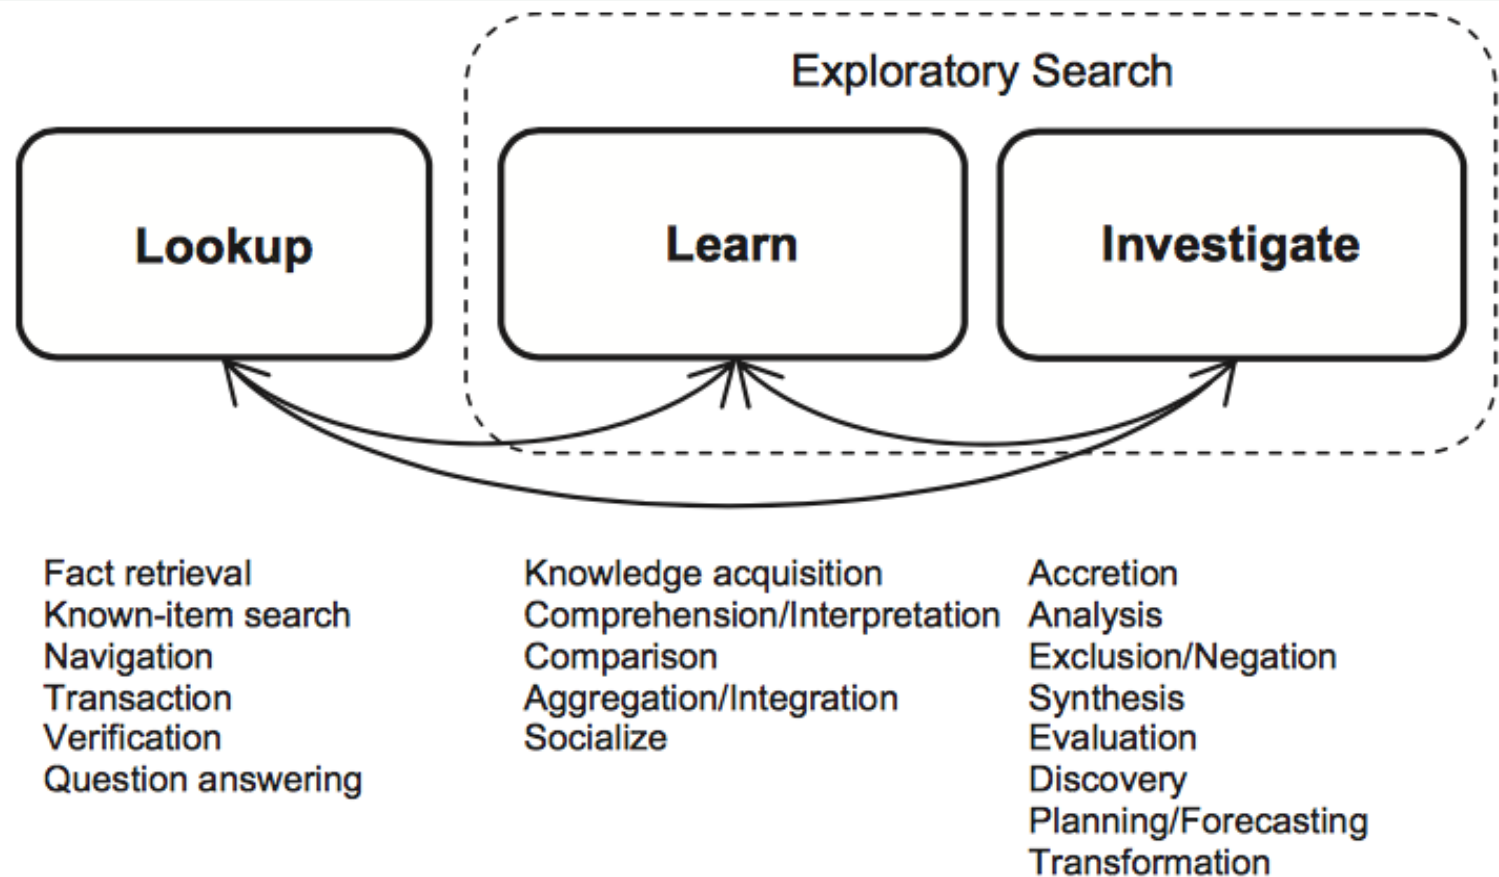 Exploratory Search
Lookup
Learn
Investigate
Fact retrieval
Known-item search
Navigation
Transaction
Verification
Question answering
Knowledge acquisition
Comprehension/Interpretation
Comparison
Aggregation/Integration
Socialize
Accretion
Analysis
Exclusion/Negation
Synthesis
Evaluation
Discovery
Planning/Forecasting
Transformation